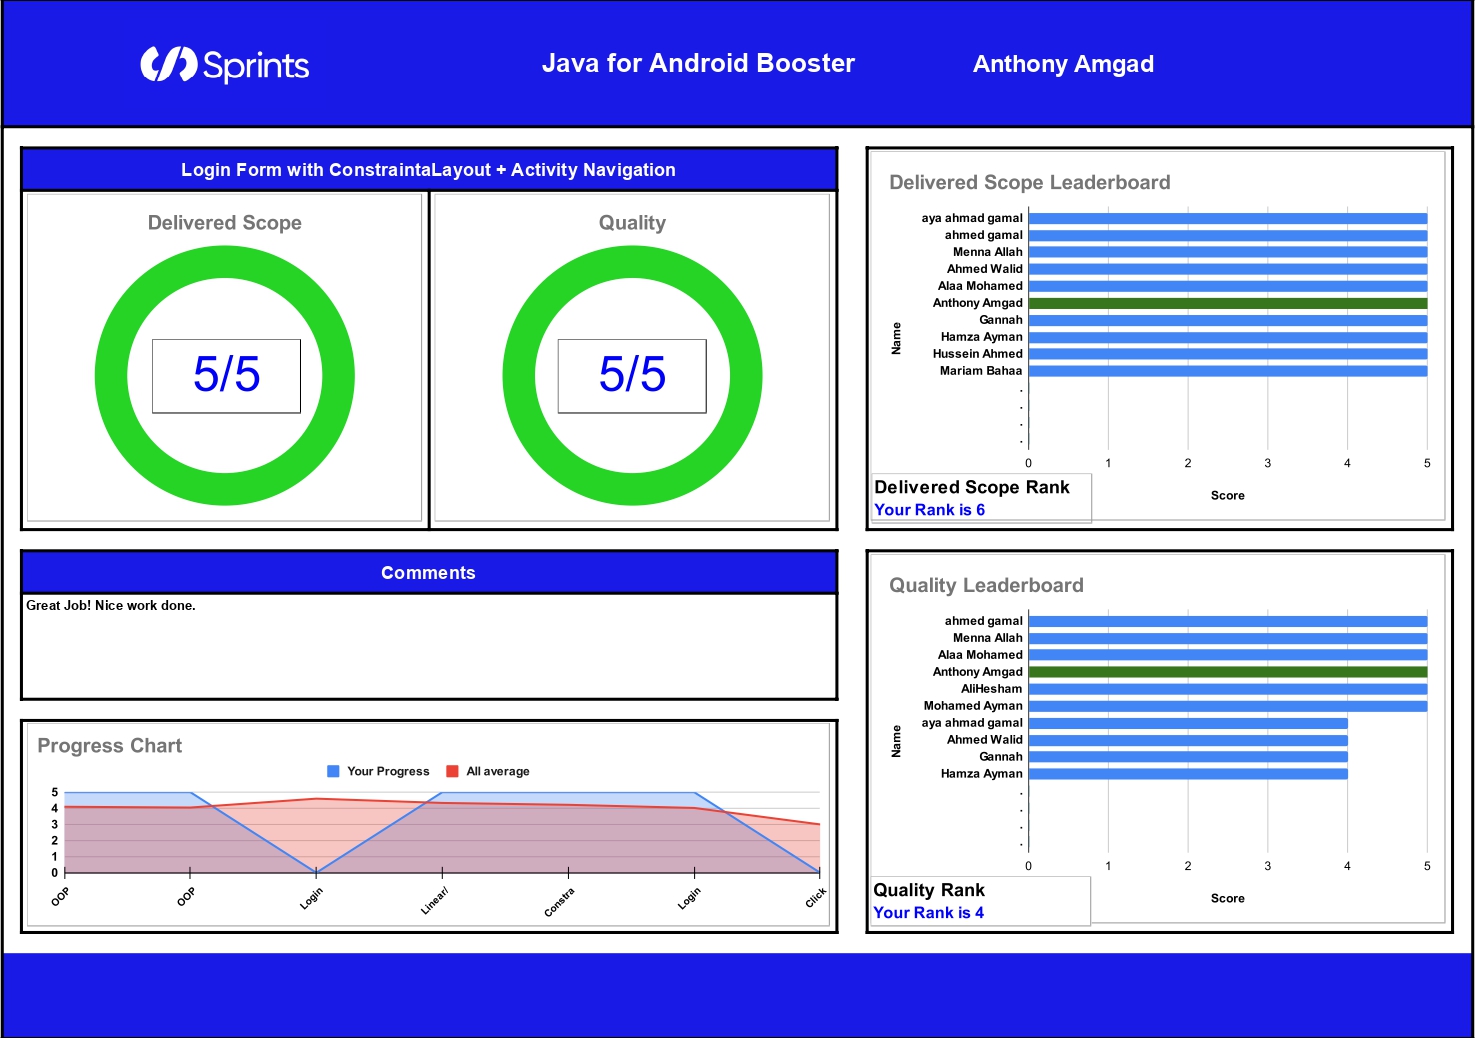 Sprints
Java for Android Booster
Anthony Amgad
Login Form with ConstraintaLayout + Activity Navigation
Delivered Scope
5/5
Quality
5/5
Comments
Great Job! Nice work done.
Progress Chart
Your Progress
All average
5
4
3
2
1
0
OOP
OOP
Login
Linear/
Constra
Login
Click
Delivered Scope Leaderboard
Name
aya ahmad gamal
ahmed gamal
Menna Allah
Ahmed Walid
Alaa Mohamed
Anthony Amgad
Gannah
Hamza Ayman
Hussein Ahmed
Mariam Bahaa
.
.
.
.
0 1 2 3 4 5
Score
Delivered Scope Rank
Your Rank is 6
Quality Leaderboard
Name
ahmed gamal
Menna Allah
Alaa Mohamed
Anthony Amgad
AliHesham
Mohamed Ayman
aya ahmad gamal
Ahmed Walid
Gannah
Hamza Ayman
.
.
.
.
0 1 2 3 4 5
Score
Quality Rank
Your Rank is 4